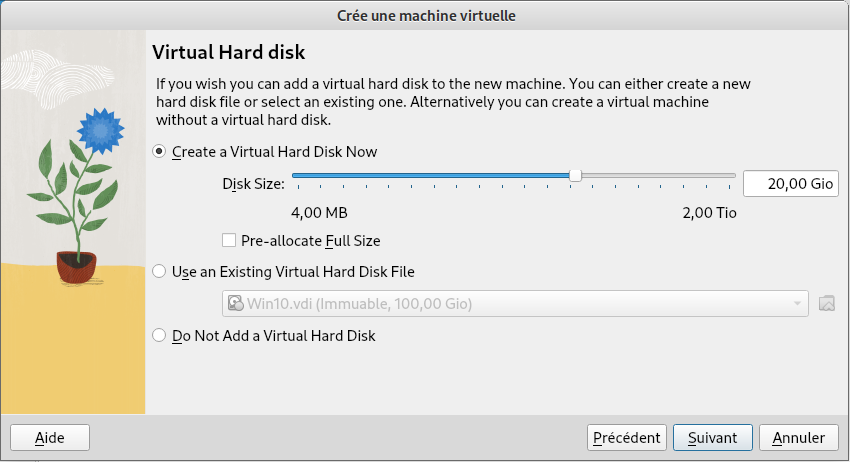 Crée une machine virtuelle
Virtual Hard disk
If you wish you can add a virtual hard disk to the new machine. You can either create a new
hard disk file or select an existing one. Alternatively you can create a virtual machine
without a virtual hard disk.
Create a Virtual Hard Disk Now
Disk Size:
20,00 Gio
4,00 MB
2,00 Tio
Pre-allocate Full Size
Use an Existing Virtual Hard Disk File
Win10.vdi (Immuable, 100,00 Gio)
Do Not Add a Virtual Hard Disk
Aide
Précédent
Suivant
Annuler